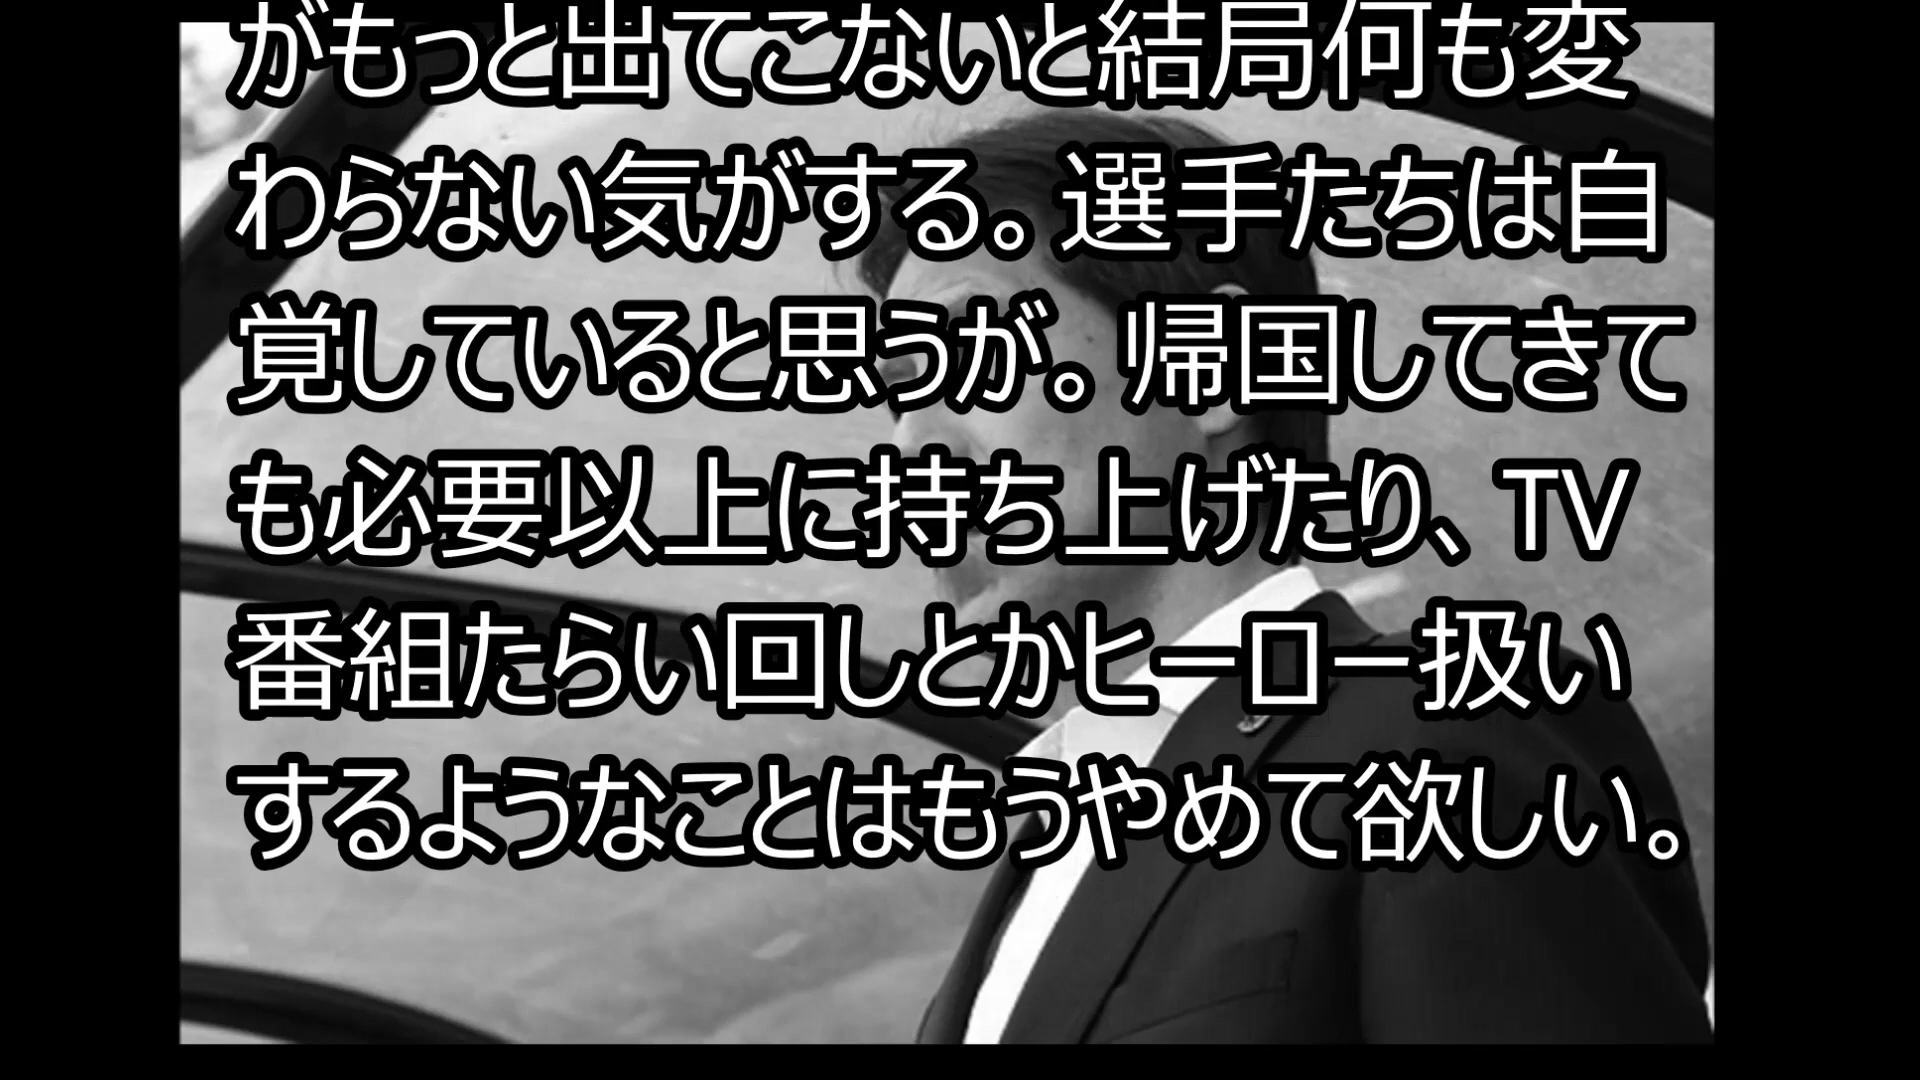 がもっと出てこないと結局何も変
わらない気がする。選手たちは自
覚していると思うが。帰国してきて
も必要以上に持ち上げたり、TV
番組たらい回しとかヒーロー扱い
するようなことはもうやめて欲しい。